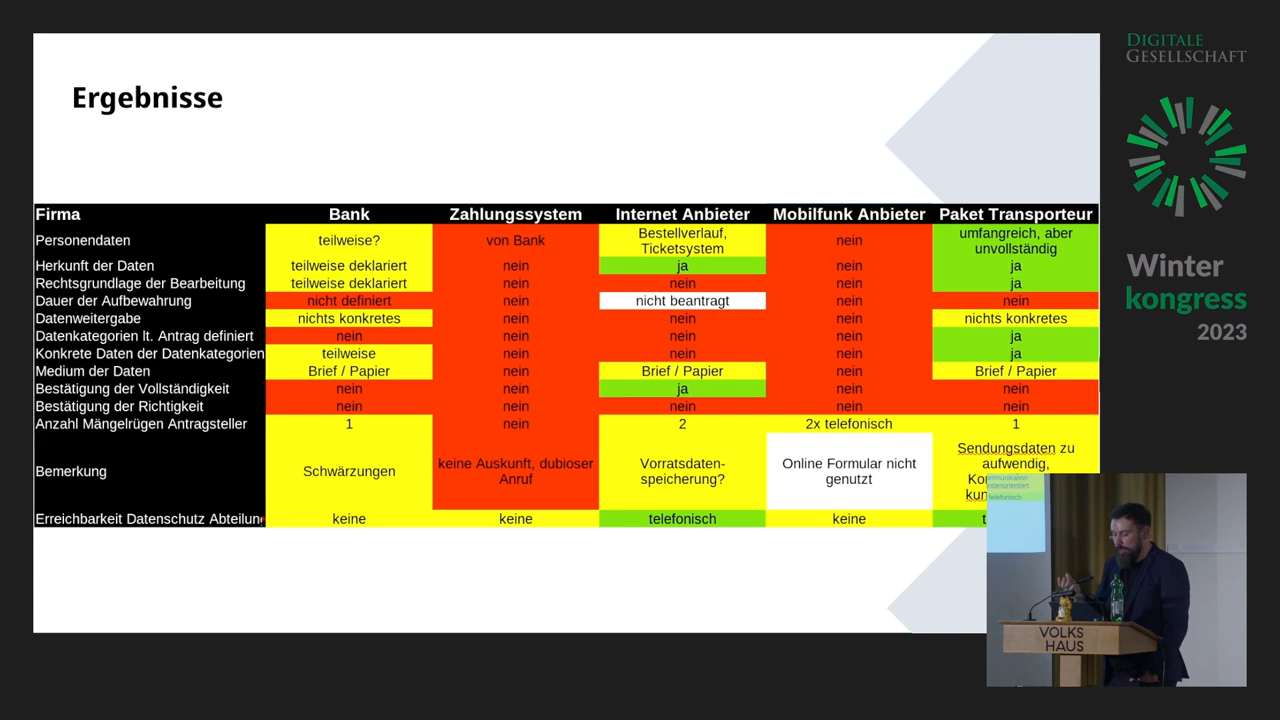 Ergebnisse
DIGITALE
GESELLSCHAFT
Winter
kongress
2023
Firma Bank Zahlungssystem Internet Anbieter Mobilfunk Anbieter Paket Transporteur
Personendaten teilweise? von Bank Bestellverlauf, Ticketsystem nein umfangreich, aber unvollständig
Herkunft der Daten teilweise deklariert nein ja nein ja
Rechtsgrundlage der Bearbeitung teilweise deklariert nein nein nein ja
Dauer der Aufbewahrung nicht definiert nein nicht beantragt nein nein
Datenweitergabe nichts konkretes nein nein nein nichts konkretes
Datenkategorien lt. Antrag definiert nein nein nein nein ja
Konkrete Daten der Datenkategorien teilweise nein nein nein ja
Medium der Daten Brief / Papier nein Brief / Papier nein Brief / Papier
Bestätigung der Vollständigkeit nein nein ja nein nein
Bestätigung der Richtigkeit nein nein nein nein nein
Anzahl Mängelrügen Antragsteller 1 nein 2 2x telefonisch 1
Bemerkung Schwärzungen keine Auskunft, dubioser Anruf Vorratsdaten-speicherung? Online Formular nicht genutzt Sendungsdaten zu aufwendig,
Erreichbarkeit Datenschutz Abteilung keine keine telefonisch keine
telefonisch
VOLKS
HAUS